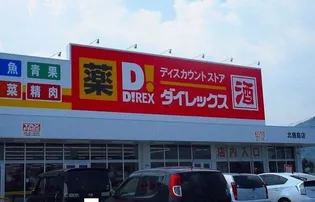 魚 青果
菜 精肉
薬
D!
DIREX
ディスカウントストア
ダイレックス
酒
店内入口